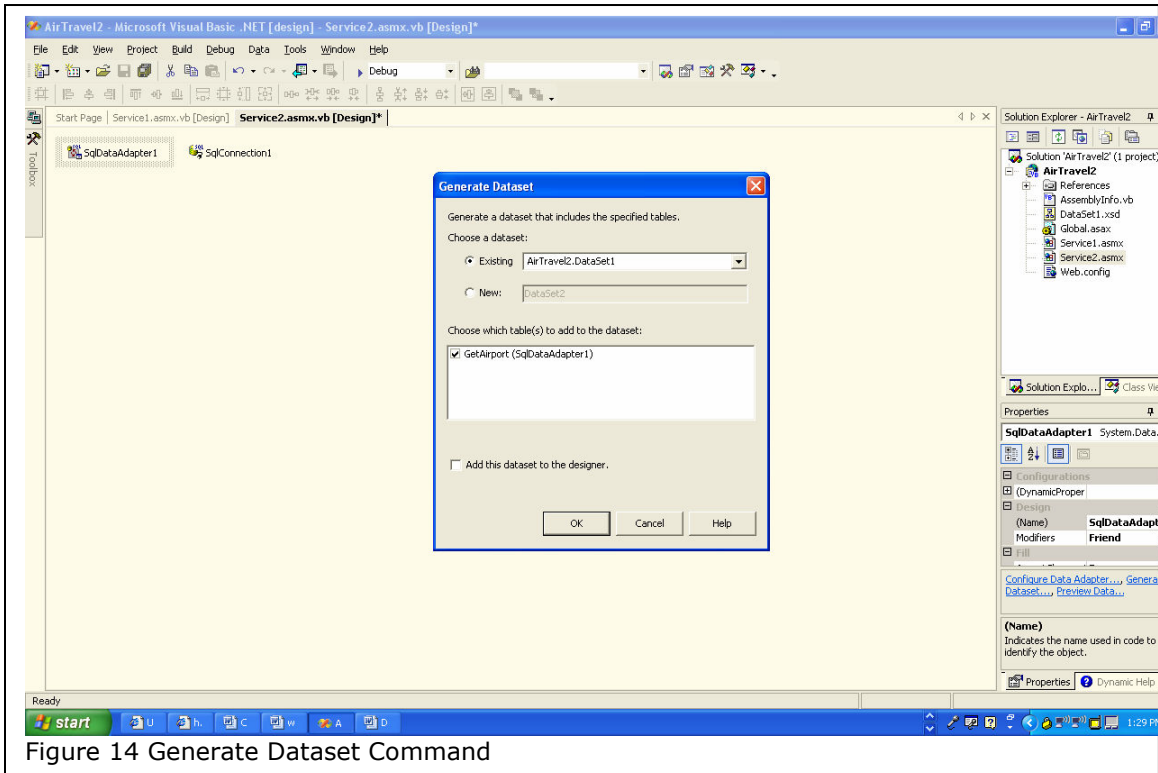 AirTravel2 - Microsoft Visual Basic .NET [design] - Service2.asmx.vb [Design]*
File Edit View Project Build Debug Data Tools Window Help
Debug
Start Page Service1.asmx.vb [Design] Service2.asmx.vb [Design]*
Toolbox
SqlDataAdapter1 SqlConnection1
Generate Dataset
Generate a dataset that includes the specified tables.
Choose a dataset:
Existing AirTravel2.DataSet1
New: DataSet2
Choose which table(s) to add to the dataset:
GetAirport (SqlDataAdapter1)
Add this dataset to the designer.
OK Cancel Help
Solution Explorer - AirTravel2
Solution 'AirTravel2' (1 project)
AirTravel2
References
AssemblyInfo.vb
DataSet1.xsd
Global.asax
Service1.asmx
Service2.asmx
Web.config
Solution Explo... Class Vie
Properties
SqlDataAdapter1 System.Data.
Configurations
(DynamicProper
Design
(Name) SqlDataAdapt
Modifiers Friend
Fill
Configure Data Adapter..., Genera
Dataset..., Preview Data...
(Name)
Indicates the name used in code to
identify the object.
Properties Dynamic Help
Ready
start U h. C w A D 1:29 PM
Figure 14 Generate Dataset Command